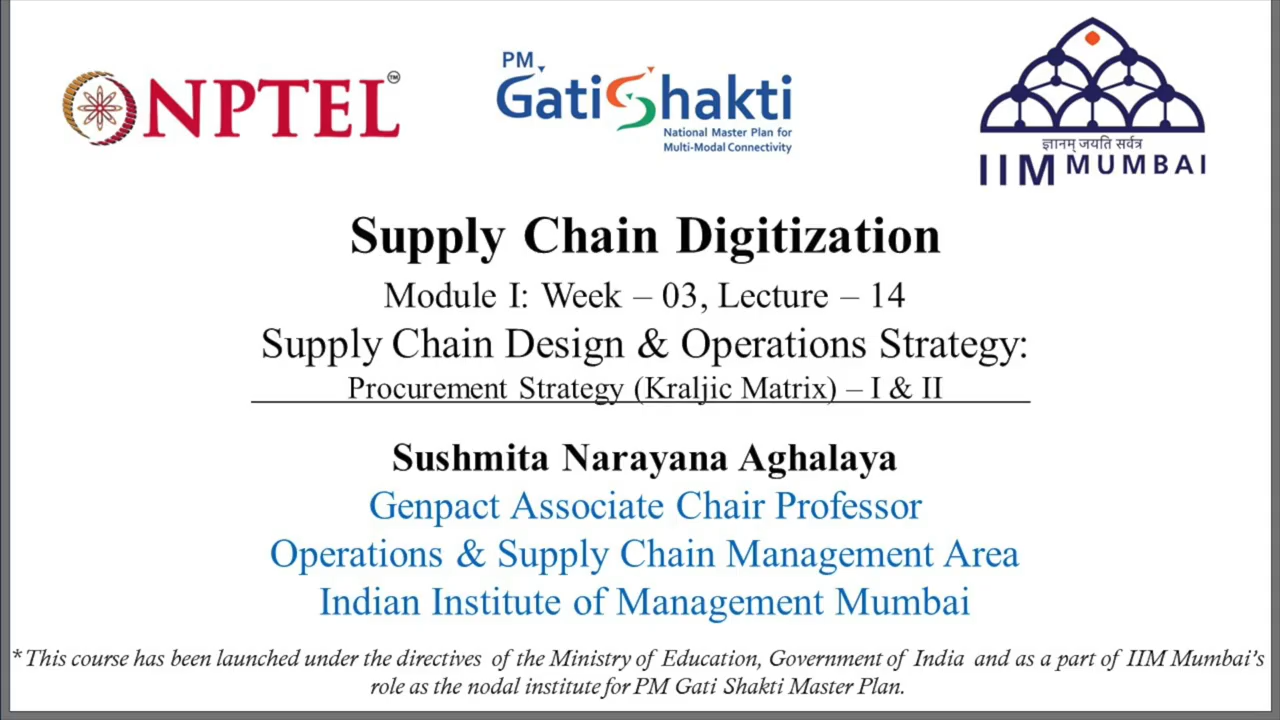 NPTEL™
PM
GatiShakti
National Master Plan for
Multi-Modal Connectivity
ज्ञानम् जयति सर्वत्र
IIM MUMBAI
Supply Chain Digitization
Module I: Week – 03, Lecture – 14
Supply Chain Design & Operations Strategy:
Procurement Strategy (Kraljic Matrix) – I & II
Sushmita Narayana Aghalaya
Genpact Associate Chair Professor
Operations & Supply Chain Management Area
Indian Institute of Management Mumbai
*This course has been launched under the directives of the Ministry of Education, Government of India and as a part of IIM Mumbai's
role as the nodal institute for PM Gati Shakti Master Plan.